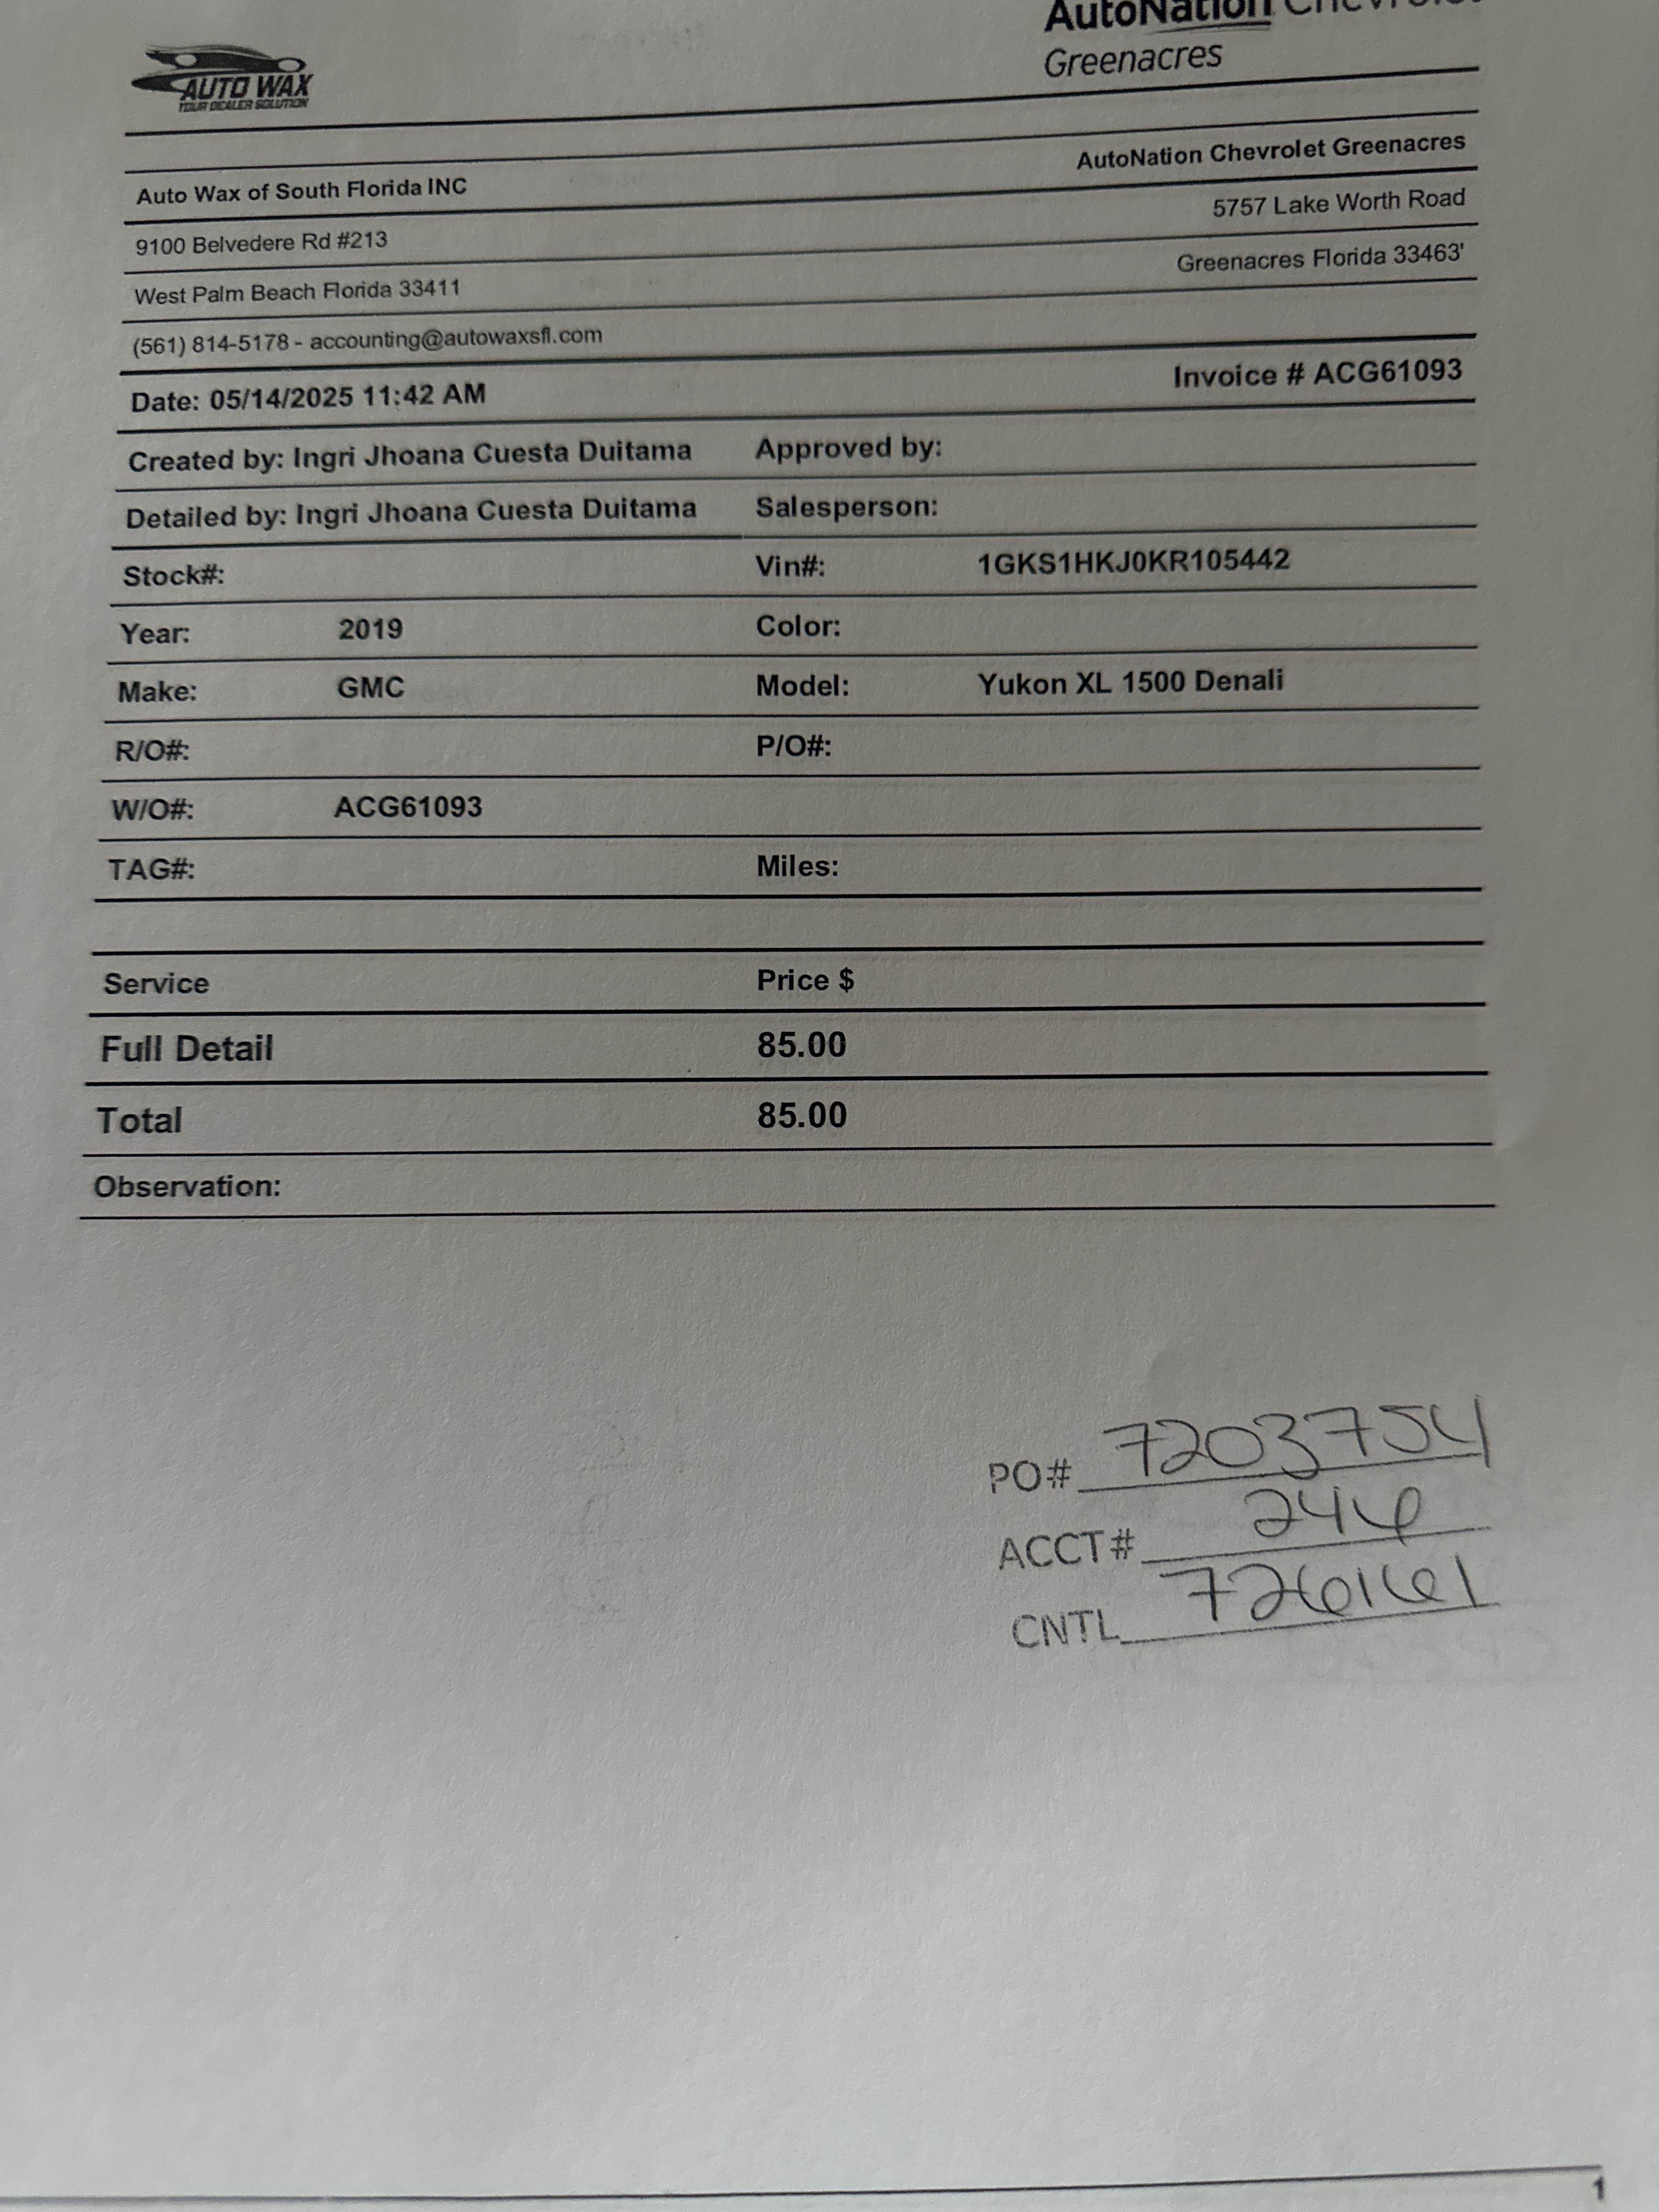 AUTO WAX
YOUR DEALER SOLUTION
AutoNation Chevrolet
Greenacres
AutoNation Chevrolet Greenacres
Auto Wax of South Florida INC
5757 Lake Worth Road
9100 Belvedere Rd #213
Greenacres Florida 33463'
West Palm Beach Florida 33411
(561) 814-5178 - accounting@autowaxsfl.com
Date: 05/14/2025 11:42 AM Invoice # ACG61093
Created by: Ingri Jhoana Cuesta Duitama Approved by:
Detailed by: Ingri Jhoana Cuesta Duitama Salesperson:
Stock#: Vin#: 1GKS1HKJ0KR105442
Year: 2019 Color:
Make: GMC Model: Yukon XL 1500 Denali
R/O#: P/O#:
W/O#: ACG61093
TAG#: Miles:
Service Price $
Full Detail 85.00
Total 85.00
Observation:
PO# 7203754
ACCT# 246
CNTL 726161
1